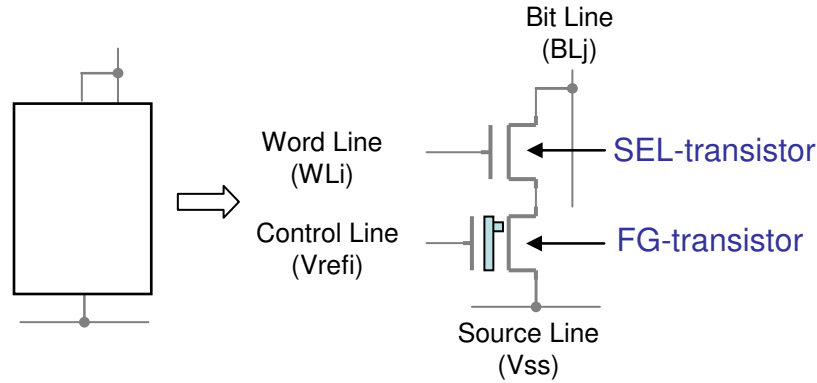 Bit Line
(BLj)
Word Line
(WLi)
SEL-transistor
Control Line
(Vrefi)
FG-transistor
Source Line
(Vss)